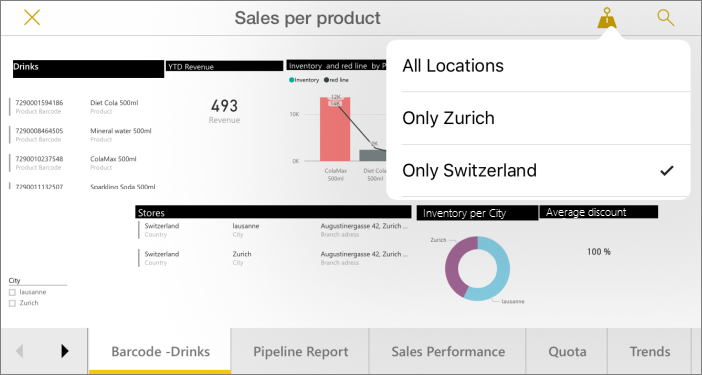 Sales per product
All Locations
Only Zurich
Only Switzerland
Drinks
7290001594186
Product Barcode
Diet Cola 500ml
Product
7290008464505
Product Barcode
Mineral water 500ml
Product
7290010237548
Product Barcode
ColaMax 500ml
Product
7290011132507
Sparkling Soda 500ml
YTD Revenue
493
Revenue
Inventory and red line by P
Inventory
red line
12K
10K
0K
ColaMax
500ml
Diet Cola
500ml
Stores
Switzerland
Country
lausanne
City
Augustinergasse 42, Zurich ...
Branch adress
Switzerland
Country
Zurich
City
Augustinergasse 42, Zurich ...
Branch adress
Inventory per City
Zurich
lausanne
Average discount
100 %
City
lausanne
Zurich
Barcode -Drinks
Pipeline Report
Sales Performance
Quota
Trends